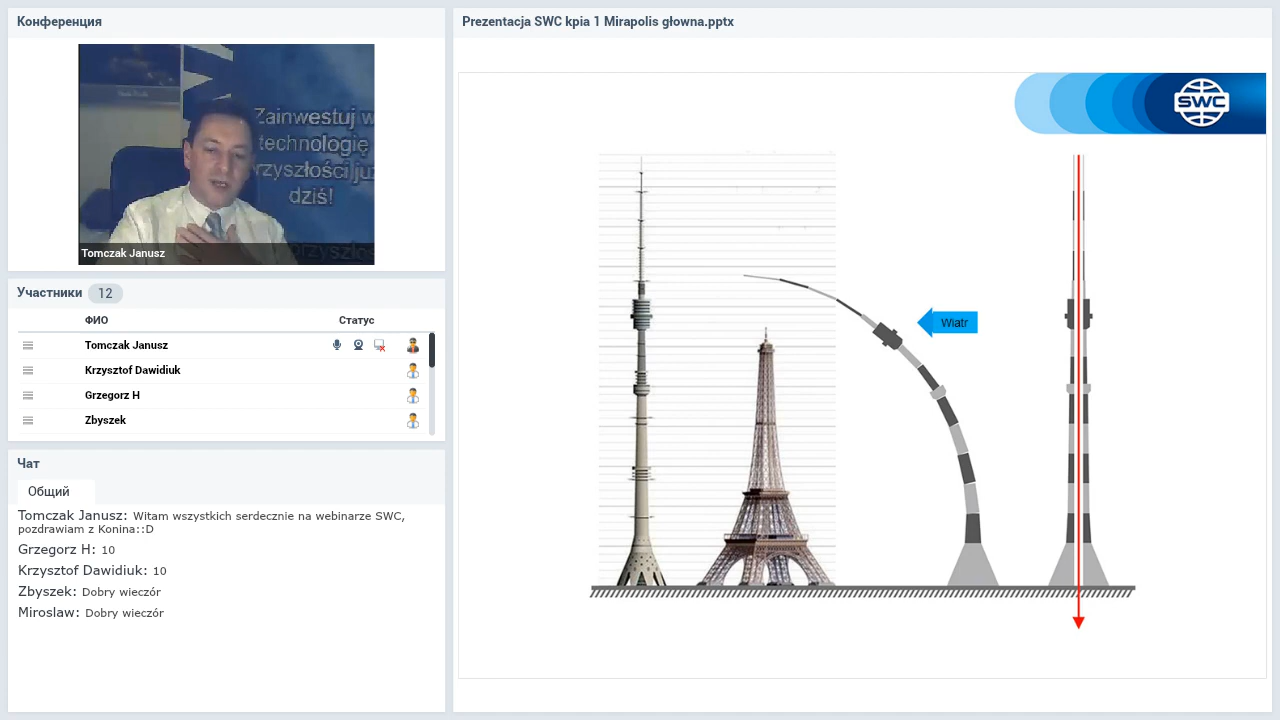 Конференция
Zainwestuj w
technologię
rzyszłości już
dziś!
Tomczak Janusz
Участники 12
ФИО Статус
Tomczak Janusz
Krzysztof Dawidiuk
Grzegorz H
Zbyszek
Чат
Общий
Tomczak Janusz: Witam wszystkich serdecznie na webinarze SWC,
pozdrawiam z Konina::D
Grzegorz H: 10
Krzysztof Dawidiuk: 10
Zbyszek: Dobry wieczór
Miroslaw: Dobry wieczór
Prezentacja SWC kpia 1 Mirapolis głowna.pptx
SWC
Wiatr